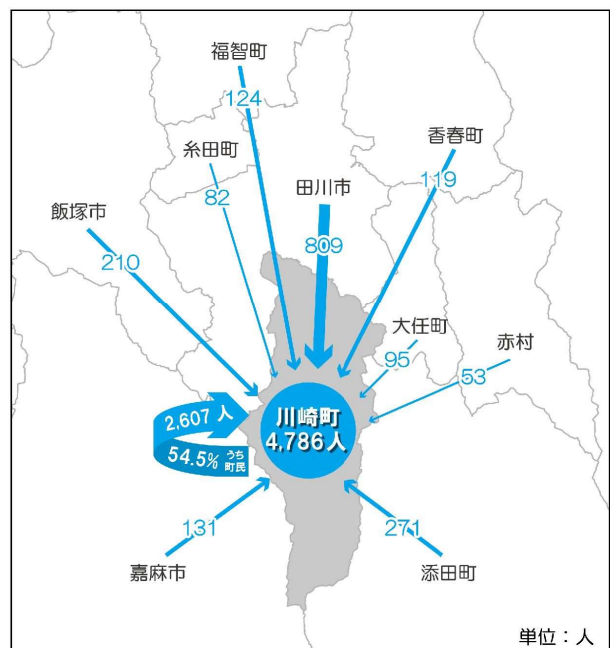 福智町
124
香春町
119
糸田町
82
田川市
809
飯塚市
210
大任町
95
赤村
53
川崎町
4,786人
2,607 人
54.5% うち町民
131
嘉麻市
271
添田町
単位：人